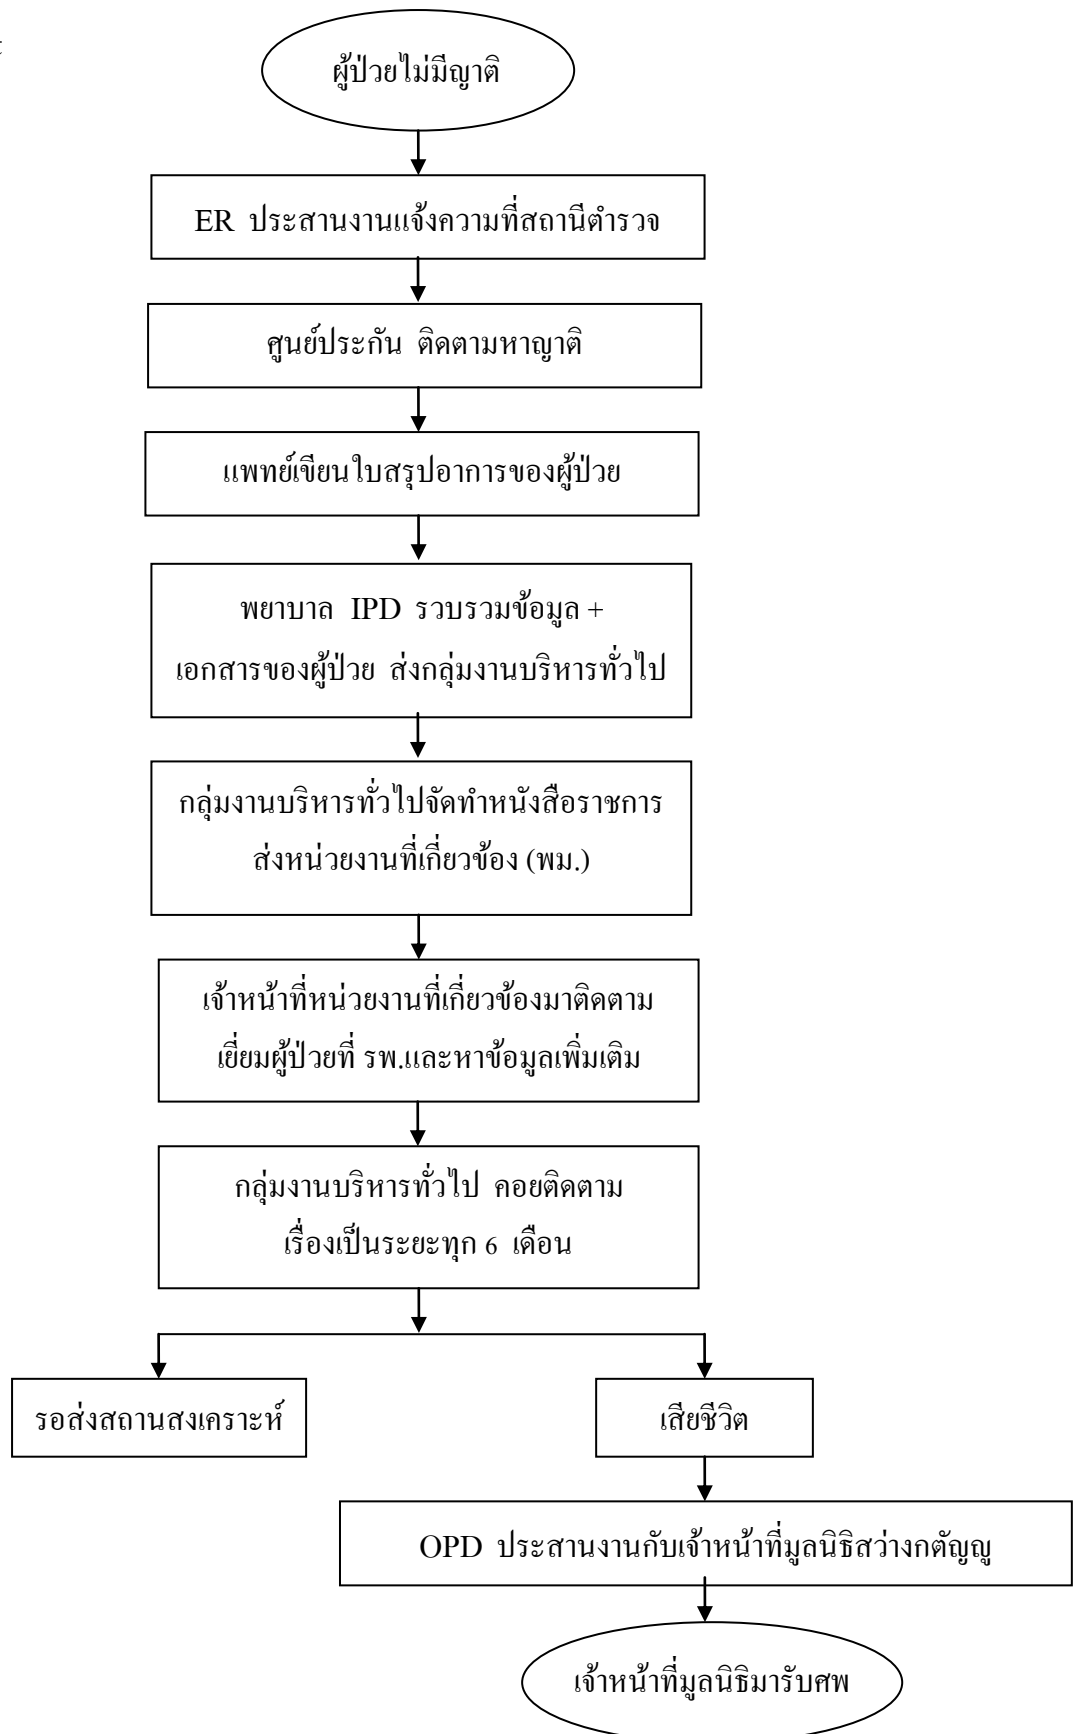 ผู้ป่วยไม่มีญาติ
ER ประสานงานแจ้งความที่สถานีตำรวจ
ศูนย์ประกัน ติดตามหาญาติ
แพทย์เขียนใบสรุปอาการของผู้ป่วย
พยาบาล IPD รวบรวมข้อมูล +
เอกสารของผู้ป่วย ส่งกลุ่มงานบริหารทั่วไป
กลุ่มงานบริหารทั่วไปจัดทำหนังสือราชการ
ส่งหน่วยงานที่เกี่ยวข้อง (พม.)
เจ้าหน้าที่หน่วยงานที่เกี่ยวข้องมาติดตาม
เยี่ยมผู้ป่วยที่ รพ.และหาข้อมูลเพิ่มเติม
กลุ่มงานบริหารทั่วไป คอยติดตาม
เรื่องเป็นระยะทุก 6 เดือน
รอส่งสถานสงเคราะห์
เสียชีวิต
OPD ประสานงานกับเจ้าหน้าที่มูลนิธิสว่างกตัญญู
เจ้าหน้าที่มูลนิธิมารับศพ